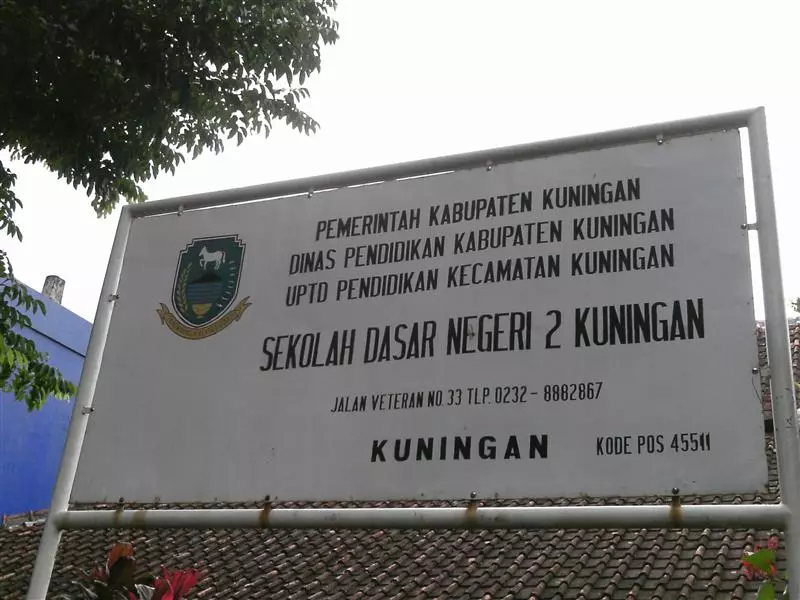 PEMERINTAH KABUPATEN KUNINGAN
DINAS PENDIDIKAN KABUPATEN KUNINGAN
UPTD PENDIDIKAN KECAMATAN KUNINGAN
SEKOLAH DASAR NEGERI 2 KUNINGAN
JALAN VETERAN NO. 33 TLP. 0232 - 8882867
KUNINGAN KODE POS 45511